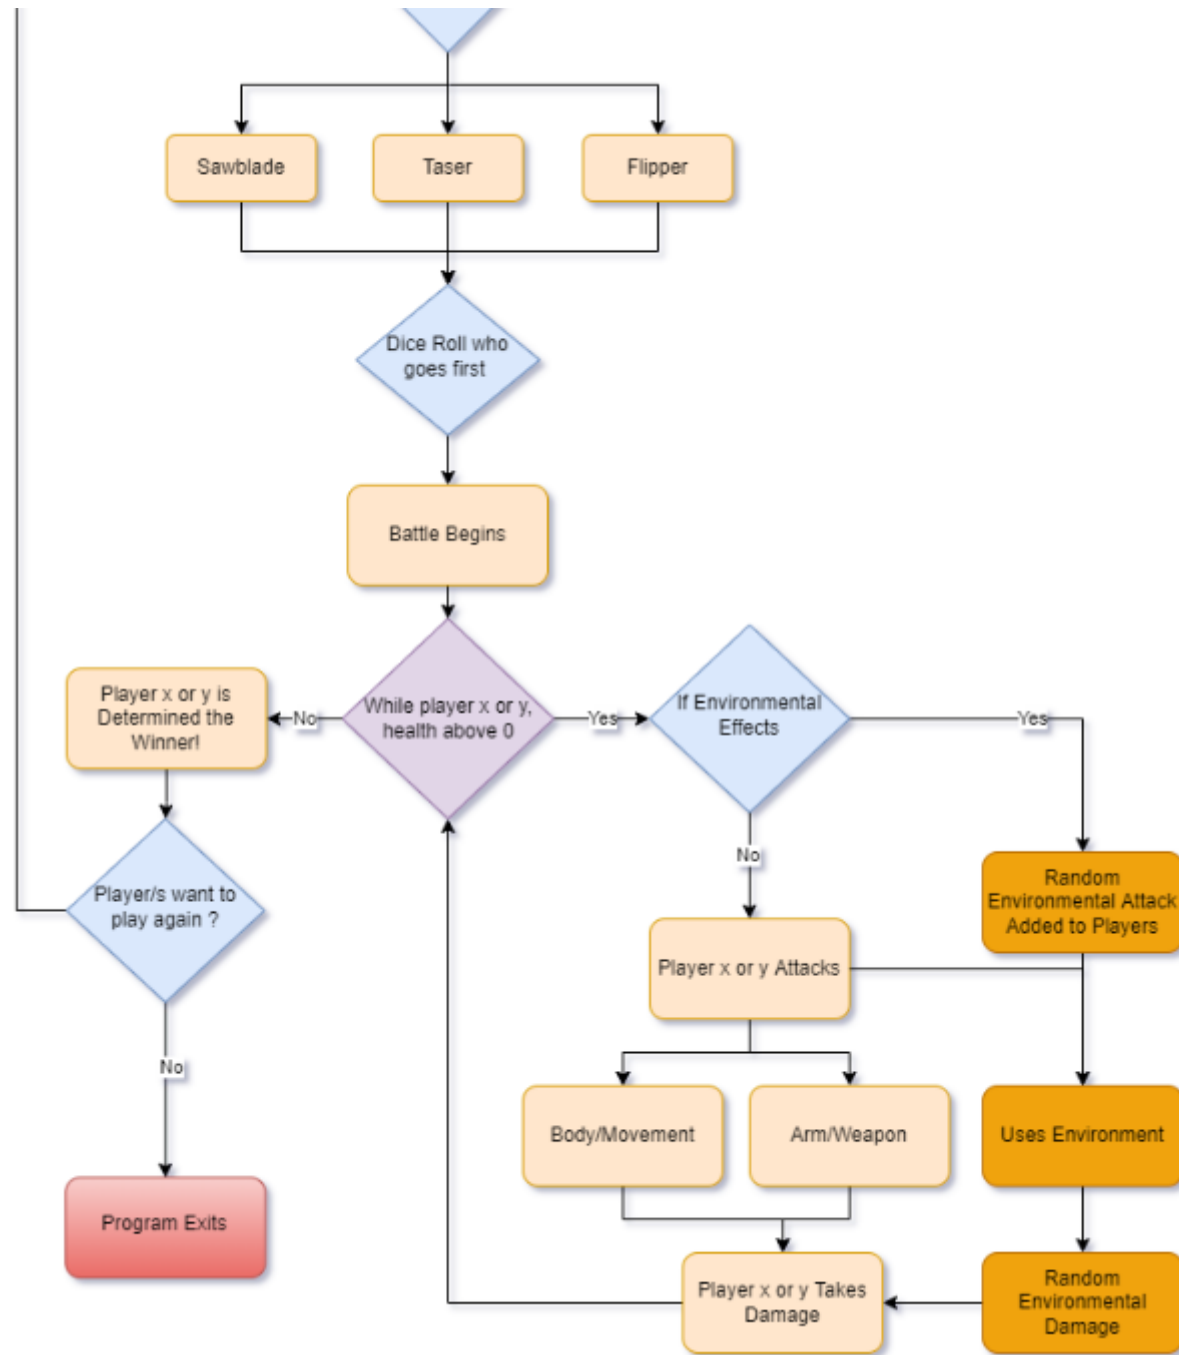 Sawblade
Taser
Flipper
Dice Roll who
goes first
Battle Begins
While player x or y,
health above 0
No
Yes
Player x or y is
Determined the
Winner!
If Environmental
Effects
Yes
No
Player/s want to
play again ?
No
Random
Environmental Attack
Added to Players
Player x or y Attacks
Body/Movement
Arm/Weapon
Uses Environment
Program Exits
Player x or y Takes
Damage
Random
Environmental
Damage